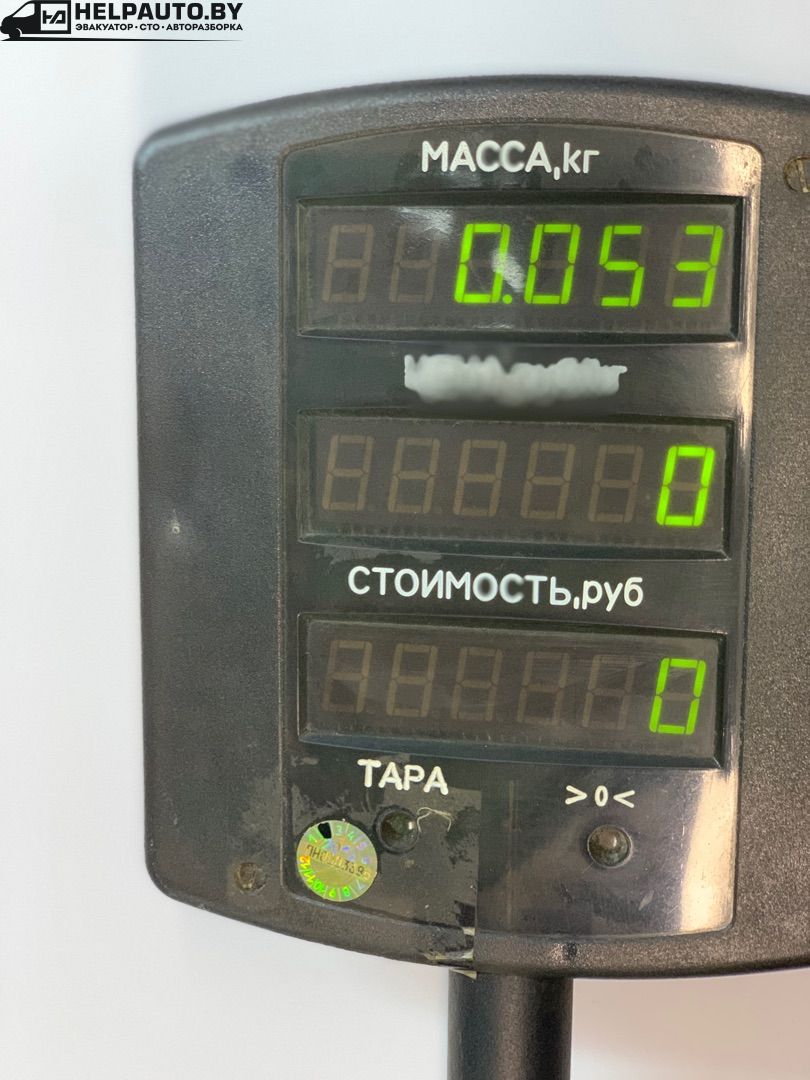 HELPAUTO.BY
ЭВАКУАТОР • СТО • АВТОРАЗБОРКА
МАССА,кг
0.053
0
СТОИМОСТЬ,руб
0
ТАРА
>0<